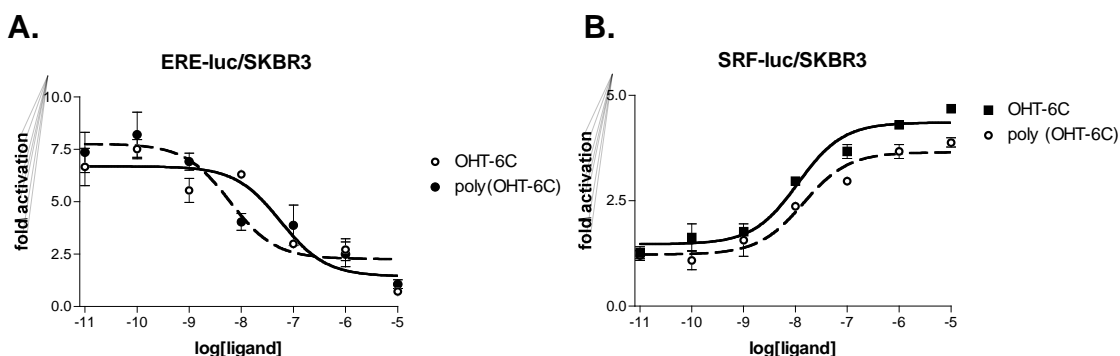 A.
ERE-luc/SKBR3
fold activation
10.0
7.5
5.0
2.5
0.0
-11 -10 -9 -8 -7 -6 -5
log[ligand]
OHT-6C
poly(OHT-6C)
B.
SRF-luc/SKBR3
fold activation
5.0
2.5
0.0
-11 -10 -9 -8 -7 -6 -5
log[ligand]
OHT-6C
poly (OHT-6C)